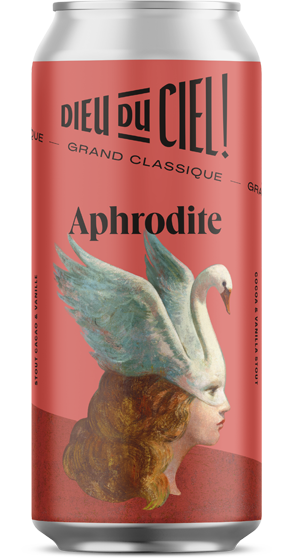 DIEU DU CIEL!
QUE — GRAND CLASSIQUE — GRA
Aphrodite
STOUT CACAO & VANILLE
COCOA & VANILLA STOUT